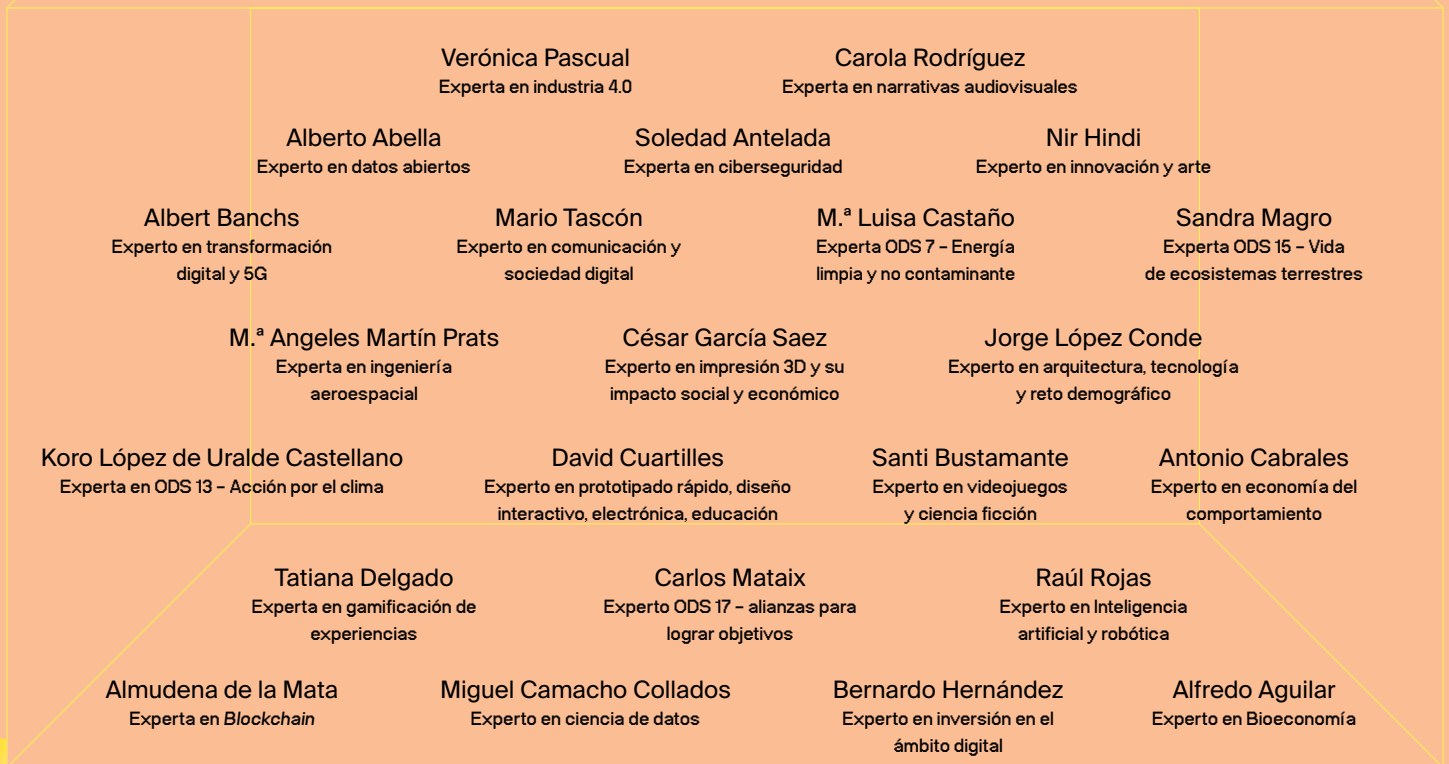 Verónica Pascual
Experta en industria 4.0
Carola Rodríguez
Experta en narrativas audiovisuales
Alberto Abella
Experto en datos abiertos
Soledad Antelada
Experta en ciberseguridad
Nir Hindi
Experto en innovación y arte
Albert Banchs
Experto en transformación
digital y 5G
Mario Tascón
Experto en comunicación y
sociedad digital
M.ª Luisa Castaño
Experta ODS 7 – Energía
limpia y no contaminante
Sandra Magro
Experta ODS 15 – Vida
de ecosistemas terrestres
M.ª Angeles Martín Prats
Experta en ingeniería
aeroespacial
César García Saez
Experto en impresión 3D y su
impacto social y económico
Jorge López Conde
Experto en arquitectura, tecnología
y reto demográfico
Koro López de Uralde Castellano
Experta en ODS 13 – Acción por el clima
David Cuartilles
Experto en prototipado rápido, diseño
interactivo, electrónica, educación
Santi Bustamante
Experto en videojuegos
y ciencia ficción
Antonio Cabrales
Experto en economía del
comportamiento
Tatiana Delgado
Experta en gamificación de
experiencias
Carlos Mataix
Experto ODS 17 – alianzas para
lograr objetivos
Raúl Rojas
Experto en Inteligencia
artificial y robótica
Almudena de la Mata
Experta en Blockchain
Miguel Camacho Collados
Experto en ciencia de datos
Bernardo Hernández
Experto en inversión en el
ámbito digital
Alfredo Aguilar
Experto en Bioeconomía